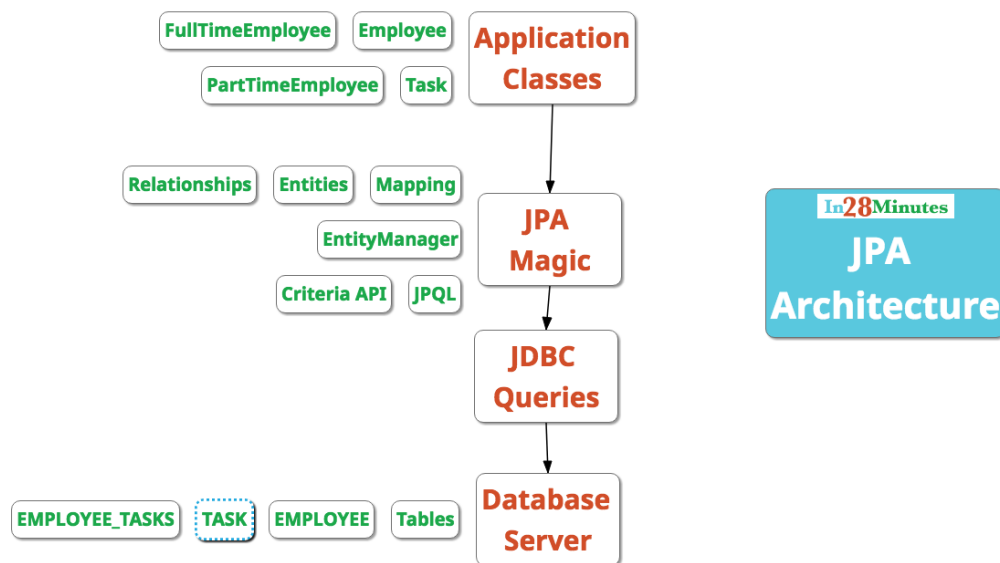 FullTimeEmployee
Employee
Application
Classes
PartTimeEmployee
Task
Relationships
Entities
Mapping
JPA
Magic
EntityManager
Criteria API
JPQL
In28Minutes
JPA
Architecture
JDBC
Queries
EMPLOYEE_TASKS
TASK
EMPLOYEE
Tables
Database
Server